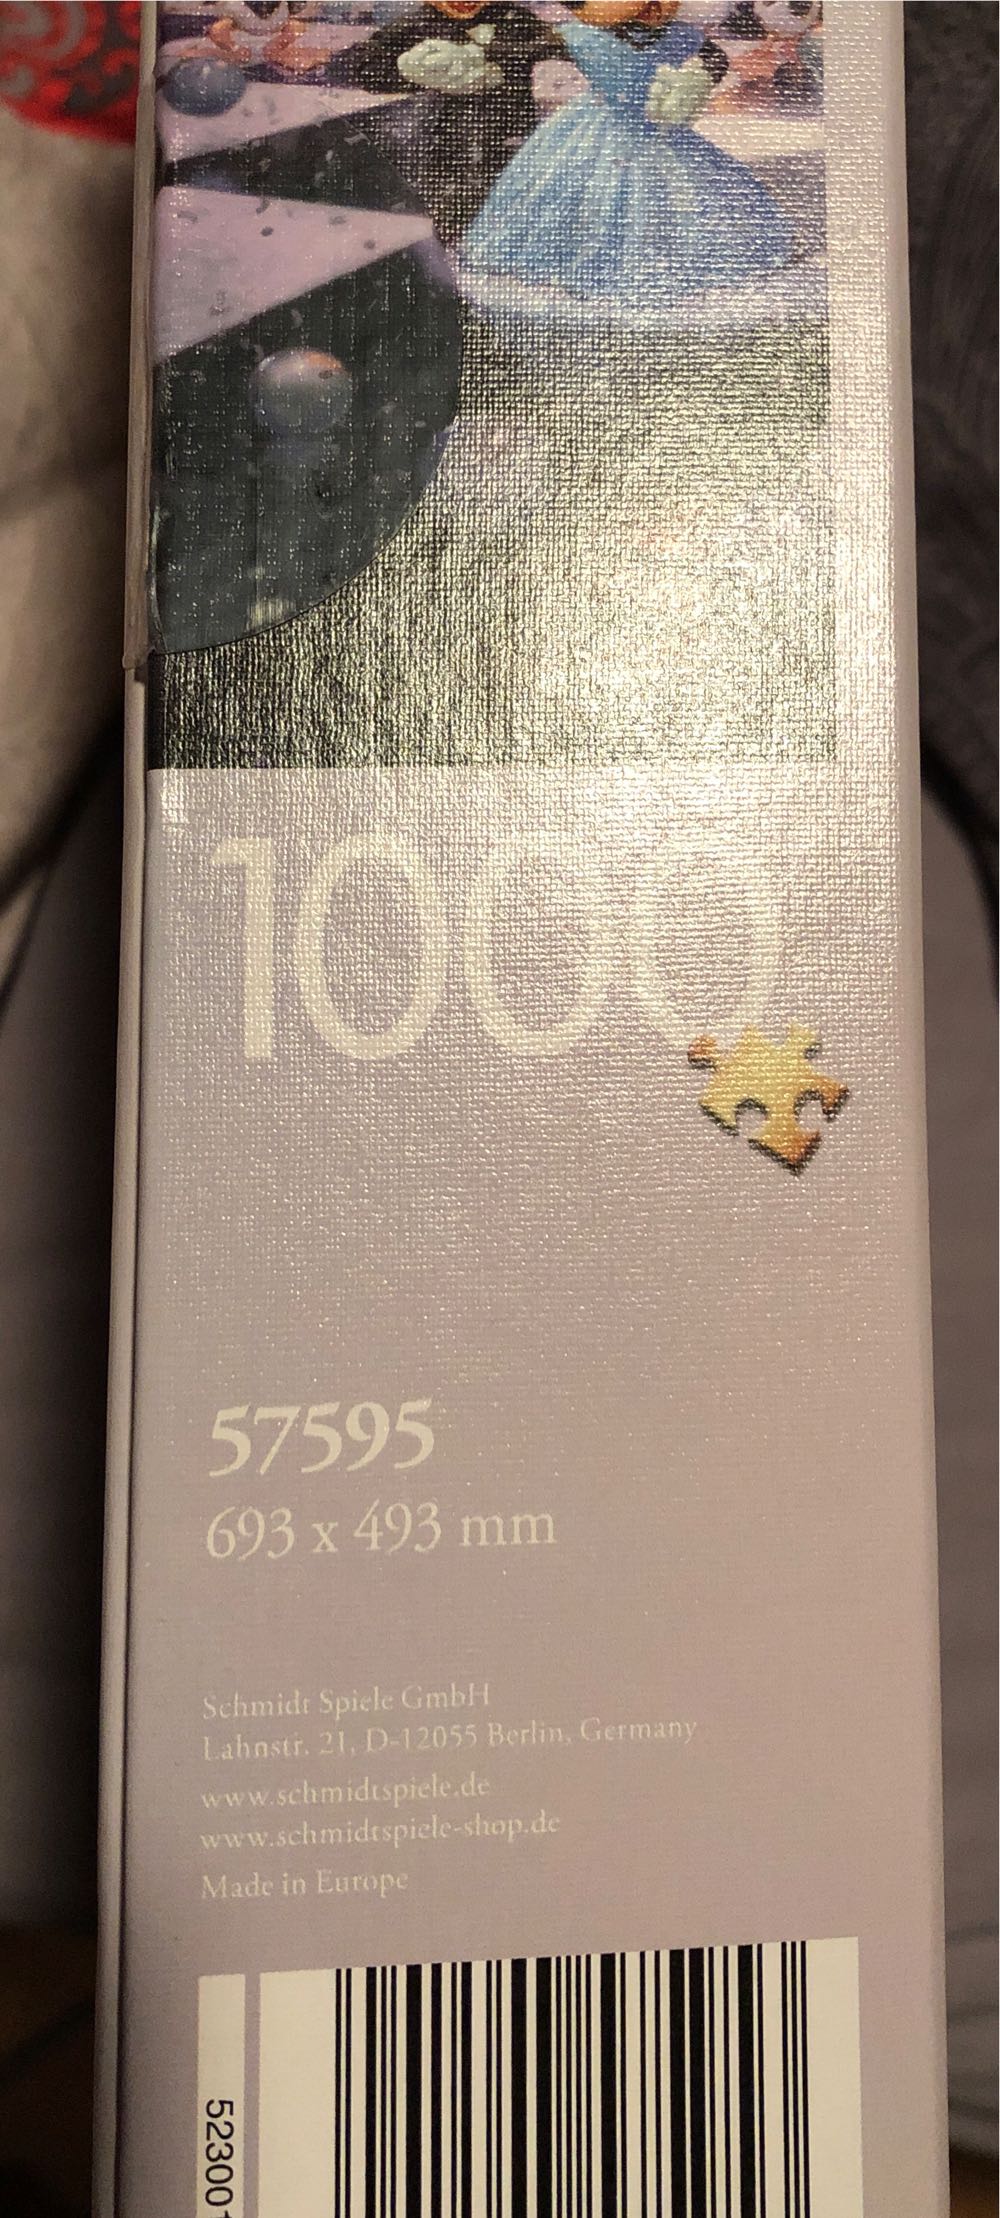 1000
57595
693 x 493 mm
Schmidt Spiele GmbH
Lahnstr. 21, D-12055 Berlin, Germany
www.schmidtspiele.de
www.schmidtspiele-shop.de
Made in Europe
52300